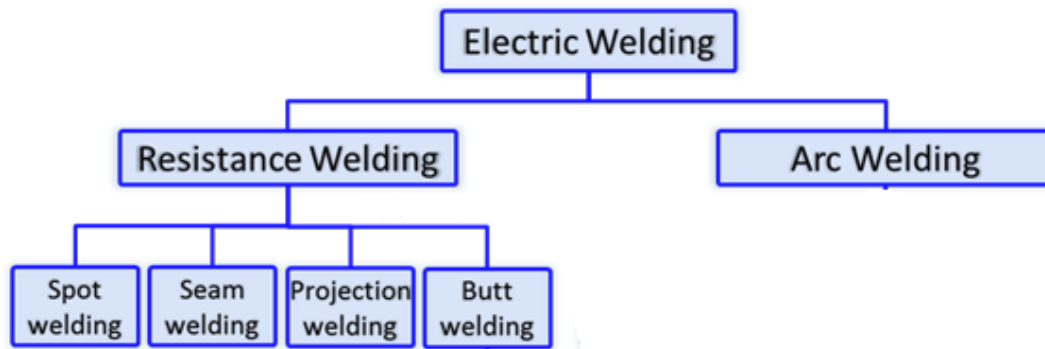 Electric Welding
Resistance Welding
Arc Welding
Spot
welding
Seam
welding
Projection
welding
Butt
welding